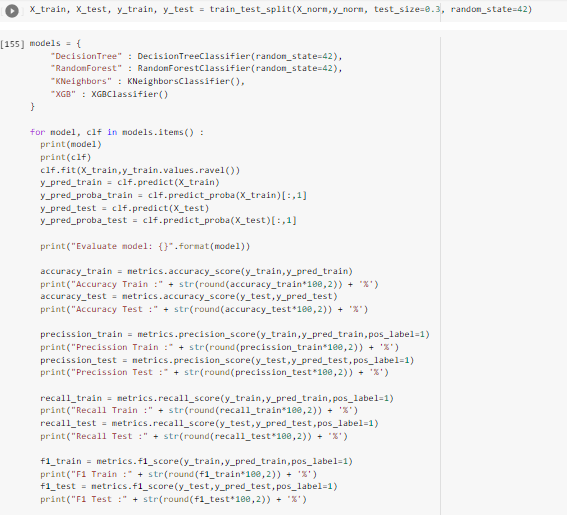 X_train, X_test, y_train, y_test = train_test_split(X_norm,y_norm, test_size=0.3, random_state=42)
[155] models = {
"DecisionTree" : DecisionTreeClassifier(random_state=42),
"RandomForest" : RandomForestClassifier(random_state=42),
"KNeighbors" : KNeighborsClassifier(),
"XGB" : XGBClassifier()
}
for model, clf in models.items() :
print(model)
print(clf)
clf.fit(X_train,y_train.values.ravel())
y_pred_train = clf.predict(X_train)
y_pred_proba_train = clf.predict_proba(X_train)[:,1]
y_pred_test = clf.predict(X_test)
y_pred_proba_test = clf.predict_proba(X_test)[:,1]
print("Evaluate model: {}".format(model))
accuracy_train = metrics.accuracy_score(y_train,y_pred_train)
print("Accuracy Train :" + str(round(accuracy_train*100,2)) + '%')
accuracy_test = metrics.accuracy_score(y_test,y_pred_test)
print("Accuracy Test :" + str(round(accuracy_test*100,2)) + '%')
precission_train = metrics.precision_score(y_train,y_pred_train,pos_label=1)
print("Precission Train :" + str(round(precission_train*100,2)) + '%')
precission_test = metrics.precision_score(y_test,y_pred_test,pos_label=1)
print("Precission Test :" + str(round(precission_test*100,2)) + '%')
recall_train = metrics.recall_score(y_train,y_pred_train,pos_label=1)
print("Recall Train :" + str(round(recall_train*100,2)) + '%')
recall_test = metrics.recall_score(y_test,y_pred_test,pos_label=1)
print("Recall Test :" + str(round(recall_test*100,2)) + '%')
f1_train = metrics.f1_score(y_train,y_pred_train,pos_label=1)
print("F1 Train :" + str(round(f1_train*100,2)) + '%')
f1_test = metrics.f1_score(y_test,y_pred_test,pos_label=1)
print("F1 Test :" + str(round(f1_test*100,2)) + '%')